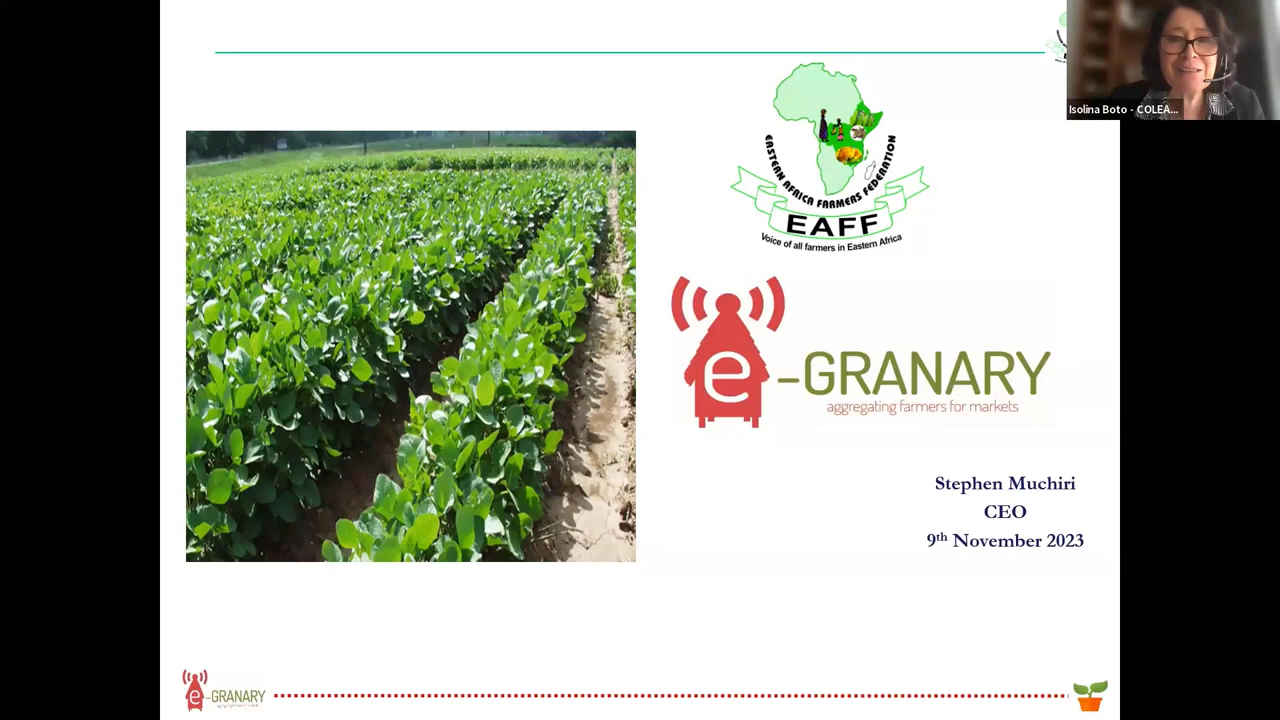 Isolina Boto - COLEA...
EASTERN AFRICA FARMERS FEDERATION
EAFF
Voice of all farmers in Eastern Africa
e-GRANARY
aggregating farmers for markets
Stephen Muchiri
CEO
9th November 2023
e-GRANARY